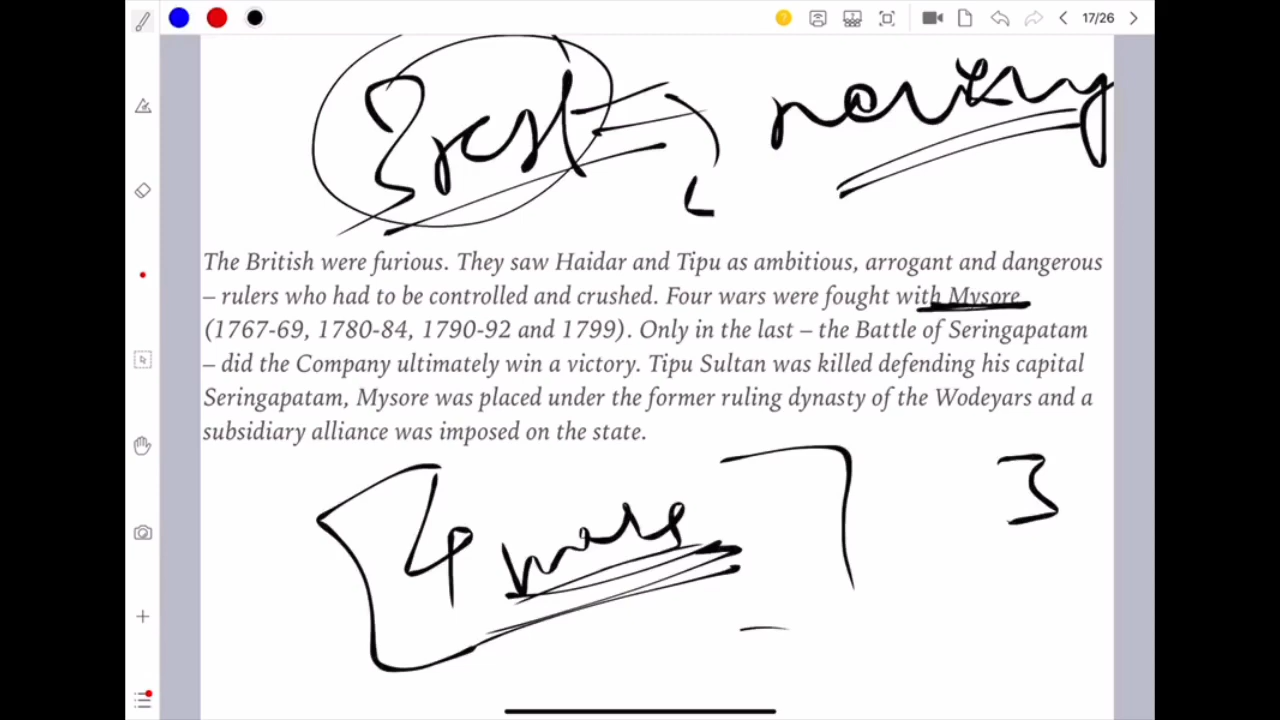 17/26
The British were furious. They saw Haidar and Tipu as ambitious, arrogant and dangerous
– rulers who had to be controlled and crushed. Four wars were fought with Mysore
(1767-69, 1780-84, 1790-92 and 1799). Only in the last – the Battle of Seringapatam
– did the Company ultimately win a victory. Tipu Sultan was killed defending his capital
Seringapatam, Mysore was placed under the former ruling dynasty of the Wodeyars and a
subsidiary alliance was imposed on the state.
4 3